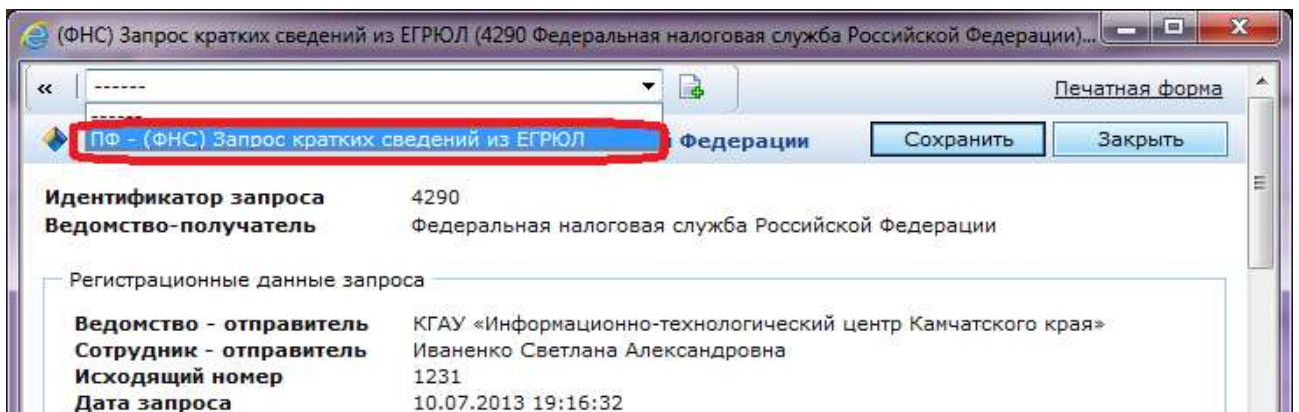 (ФНС) Запрос кратких сведений из ЕГРЮЛ (4290 Федеральная налоговая служба Российской Федерации)...
« ------ Печатная форма
------
ПФ - (ФНС) Запрос кратких сведений из ЕГРЮЛ Федерации Сохранить Закрыть
Идентификатор запроса 4290
Ведомство-получатель Федеральная налоговая служба Российской Федерации
Регистрационные данные запроса
Ведомство - отправитель КГАУ «Информационно-технологический центр Камчатского края»
Сотрудник - отправитель Иваненко Светлана Александровна
Исходящий номер 1231
Дата запроса 10.07.2013 19:16:32